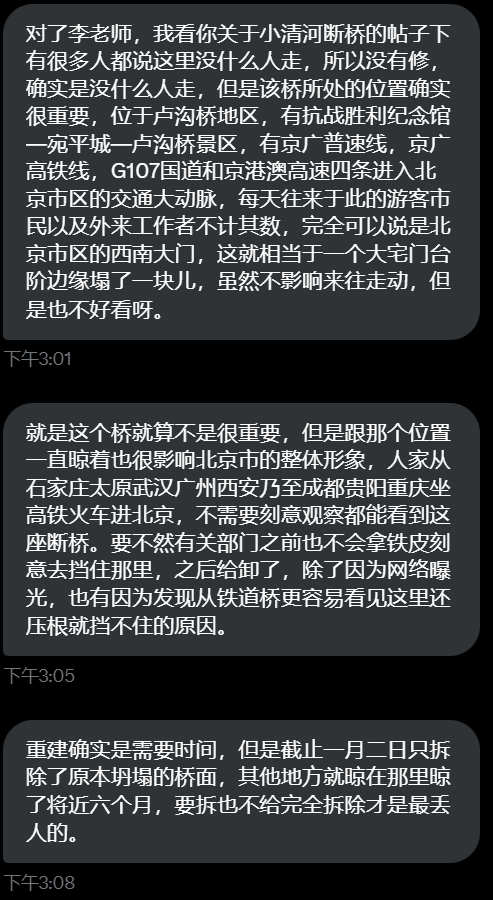 对了李老师，我看你关于小清河断桥的帖子下
有很多人都说这里没什么人走，所以没有修，
确实是没什么人走，但是该桥所处的位置确实
很重要，位于卢沟桥地区，有抗战胜利纪念馆
—宛平城—卢沟桥景区，有京广普速线，京广
高铁线，G107国道和京港澳高速四条进入北
京市区的交通大动脉，每天往来于此的游客市
民以及外来工作者不计其数，完全可以说是北
京市区的西南大门，这就相当于一个大宅门台
阶边缘塌了一块儿，虽然不影响来往走动，但
是也不好看呀。
下午3:01
就是这个桥就算不是很重要，但是跟那个位置
一直晾着也很影响北京市的整体形象，人家从
石家庄太原武汉广州西安乃至成都贵阳重庆坐
高铁火车进北京，不需要刻意观察都能看到这
座断桥。要不然有关部门之前也不会拿铁皮刻
意去挡住那里，之后给卸了，除了因为网络曝
光，也有因为发现从铁道桥更容易看见这里还
压根就挡不住的原因。
下午3:05
重建确实是需要时间，但是截止一月二日只拆
除了原本坍塌的桥面，其他地方就晾在那里晾
了将近六个月，要拆也不给完全拆除才是最丢
人的。
下午3:08